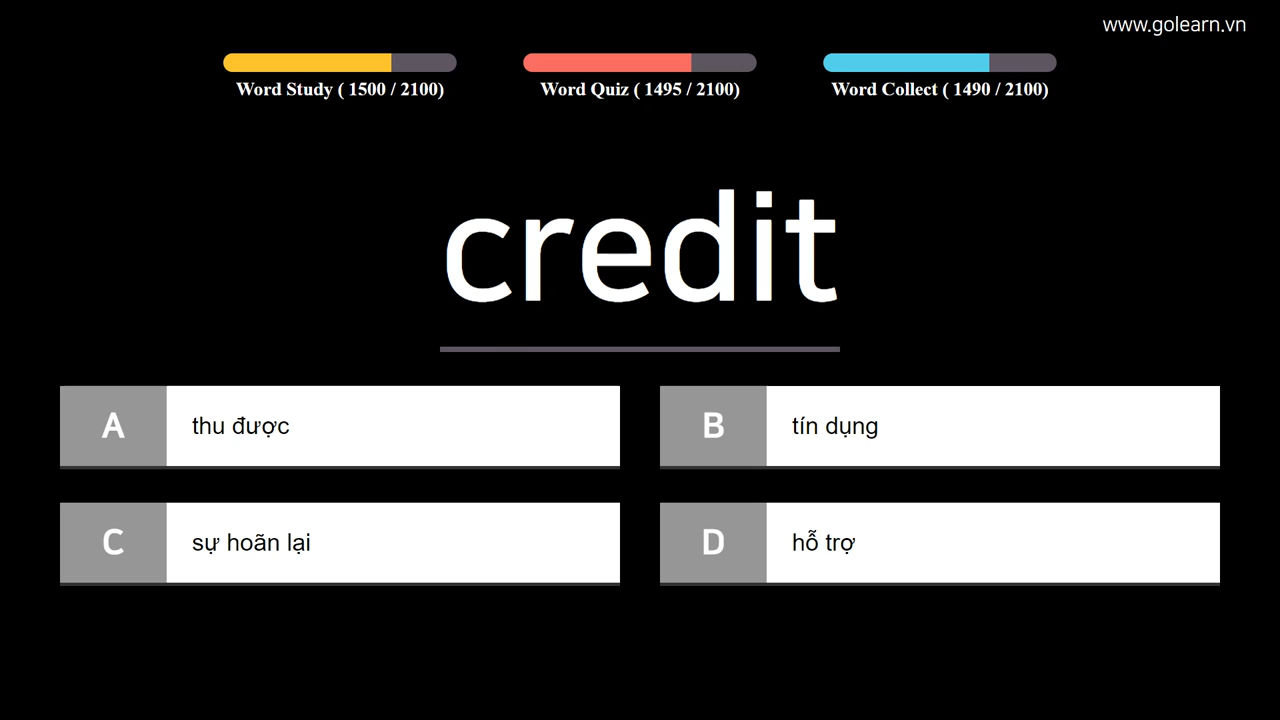 www.golearn.vn
Word Study ( 1500 / 2100)
Word Quiz ( 1495 / 2100)
Word Collect ( 1490 / 2100)
credit
A thu được
B tín dụng
C sự hoãn lại
D hỗ trợ